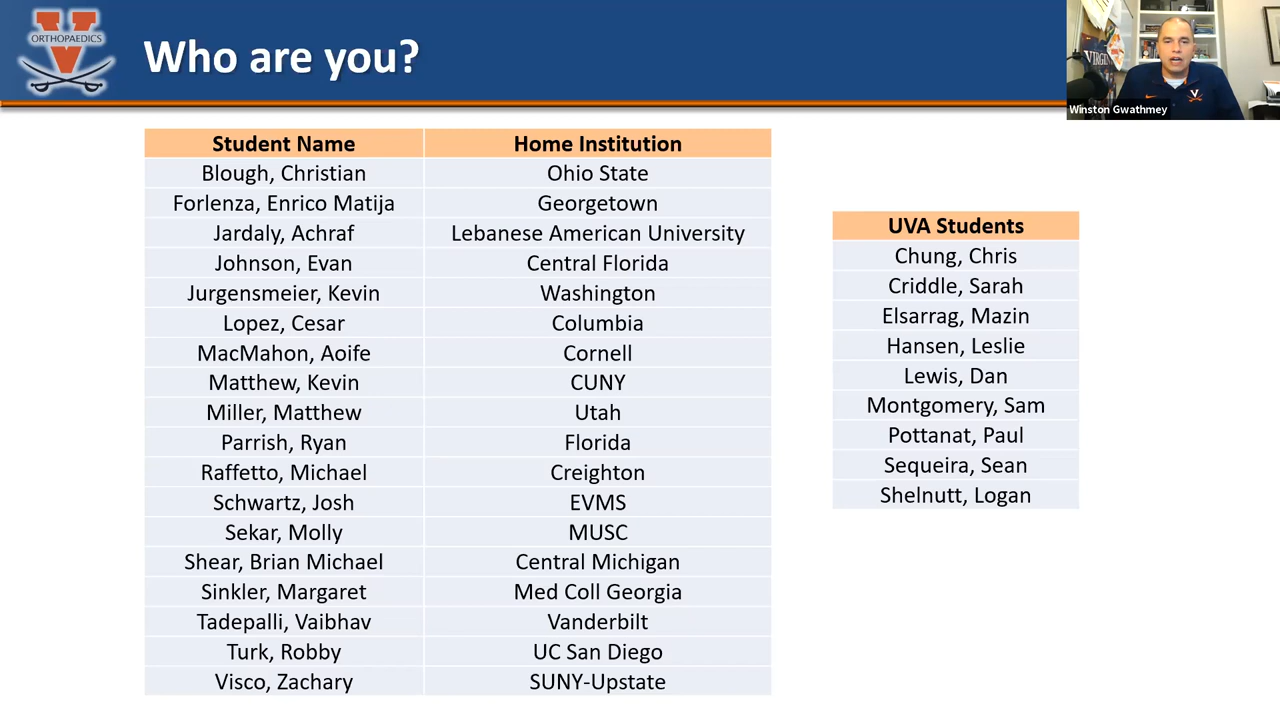 ORTHOPAEDICS
V
Who are you?
Winston Gwathmey
Student Name Home Institution
Blough, Christian Ohio State
Forlenza, Enrico Matija Georgetown
Jardaly, Achraf Lebanese American University
Johnson, Evan Central Florida
Jurgensmeier, Kevin Washington
Lopez, Cesar Columbia
MacMahon, Aoife Cornell
Matthew, Kevin CUNY
Miller, Matthew Utah
Parrish, Ryan Florida
Raffetto, Michael Creighton
Schwartz, Josh EVMS
Sekar, Molly MUSC
Shear, Brian Michael Central Michigan
Sinkler, Margaret Med Coll Georgia
Tadepalli, Vaibhav Vanderbilt
Turk, Robby UC San Diego
Visco, Zachary SUNY-Upstate
UVA Students
Chung, Chris
Criddle, Sarah
Elsarrag, Mazin
Hansen, Leslie
Lewis, Dan
Montgomery, Sam
Pottanat, Paul
Sequeira, Sean
Shelnutt, Logan